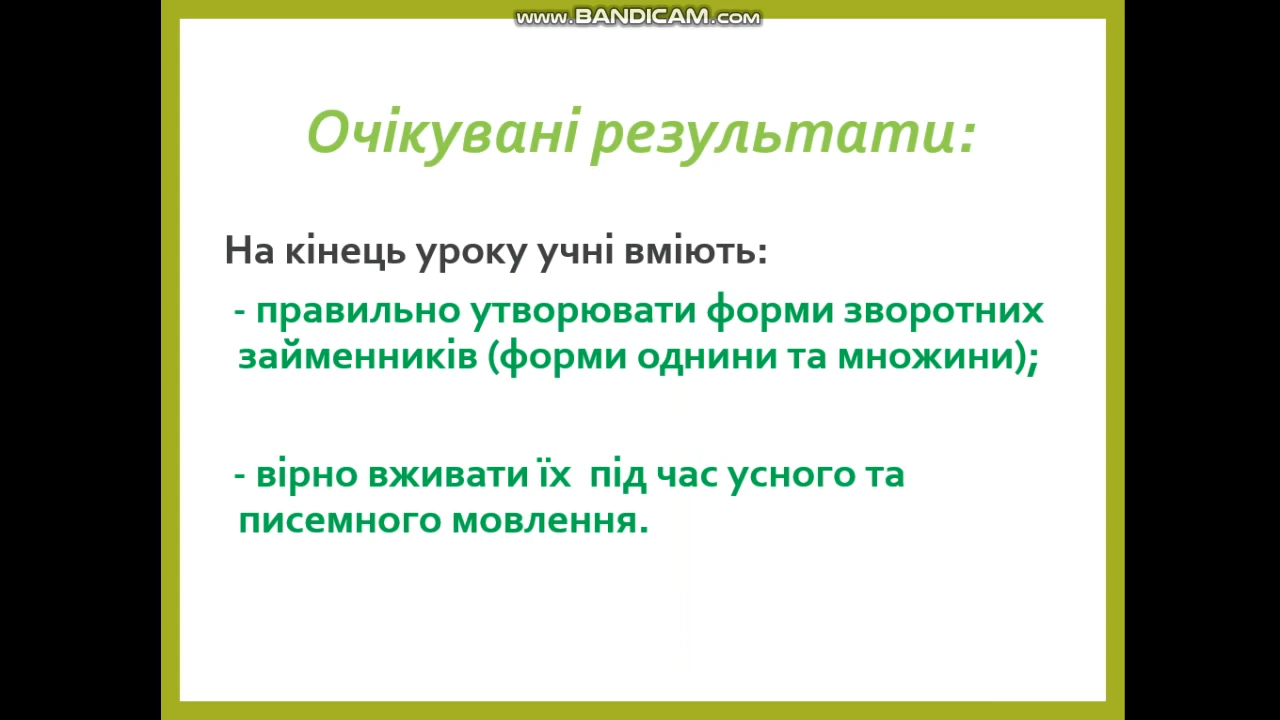 www.BANDICAM.com
Очікувані результати:
На кінець уроку учні вміють:
- правильно утворювати форми зворотних
займенників (форми однини та множини);
- вірно вживати їх під час усного та
писемного мовлення.